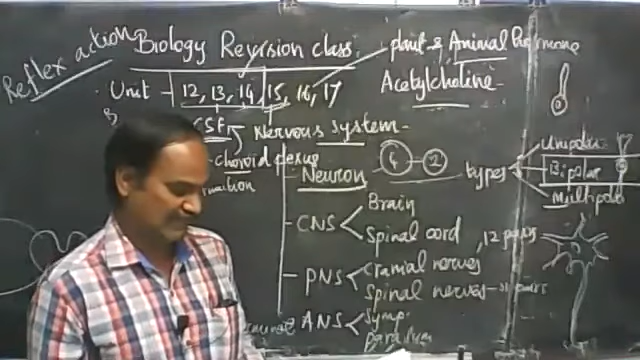 Reflex action
Biology Revision class
Unit - 12, 13, 14, 15, 16, 17
plant & Animal hormone
Acetylcholine
CSF
Nervous system
choroid plexus
Neuron
types
Unipolar
Bipolar
Multipolar
CNS
Brain
Spinal cord
PNS
Cranial nerves 12 pairs
Spinal nerves - 31 pairs
ANS
Symp.